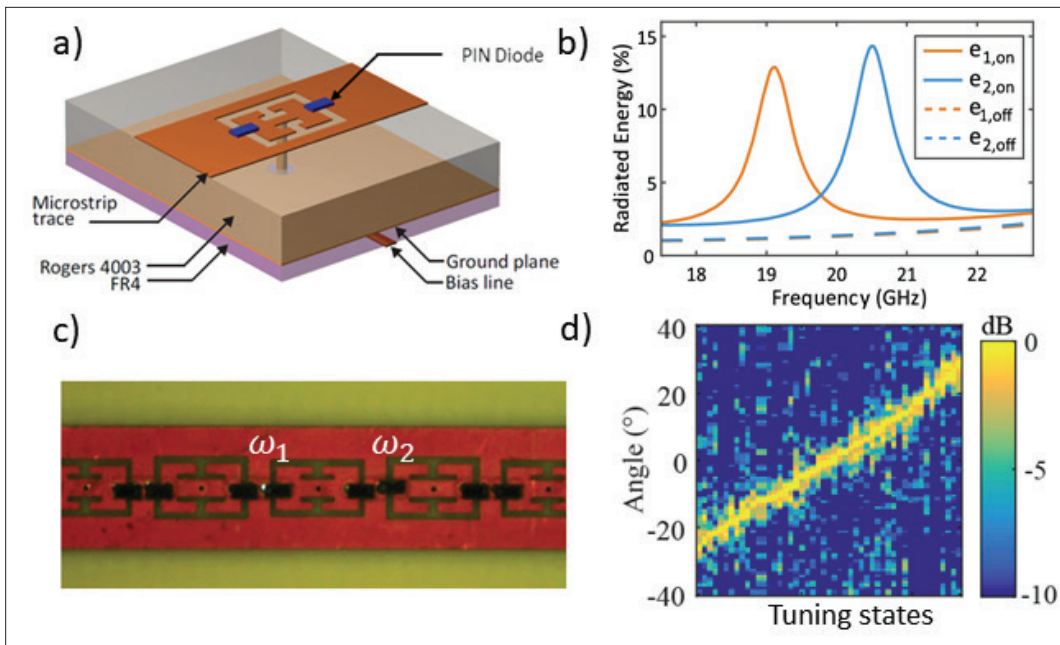 a)
PIN Diode
Microstrip
trace
Rogers 4003
FR4
Ground plane
Bias line
b)
Radiated Energy (%)
15
10
5
0
18
19
20
21
22
Frequency (GHz)
e1,on
e2,on
e1,off
e2,off
c)
ω1
ω2
d)
Angle (°)
40
20
0
-20
-40
Tuning states
dB
0
-5
-10